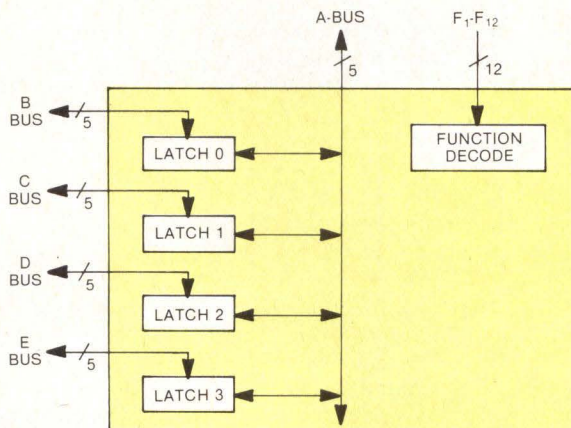 A-BUS
F1-F12
5
12
B
BUS
5
LATCH 0
FUNCTION
DECODE
C
BUS
5
LATCH 1
D
BUS
5
LATCH 2
E
BUS
5
LATCH 3